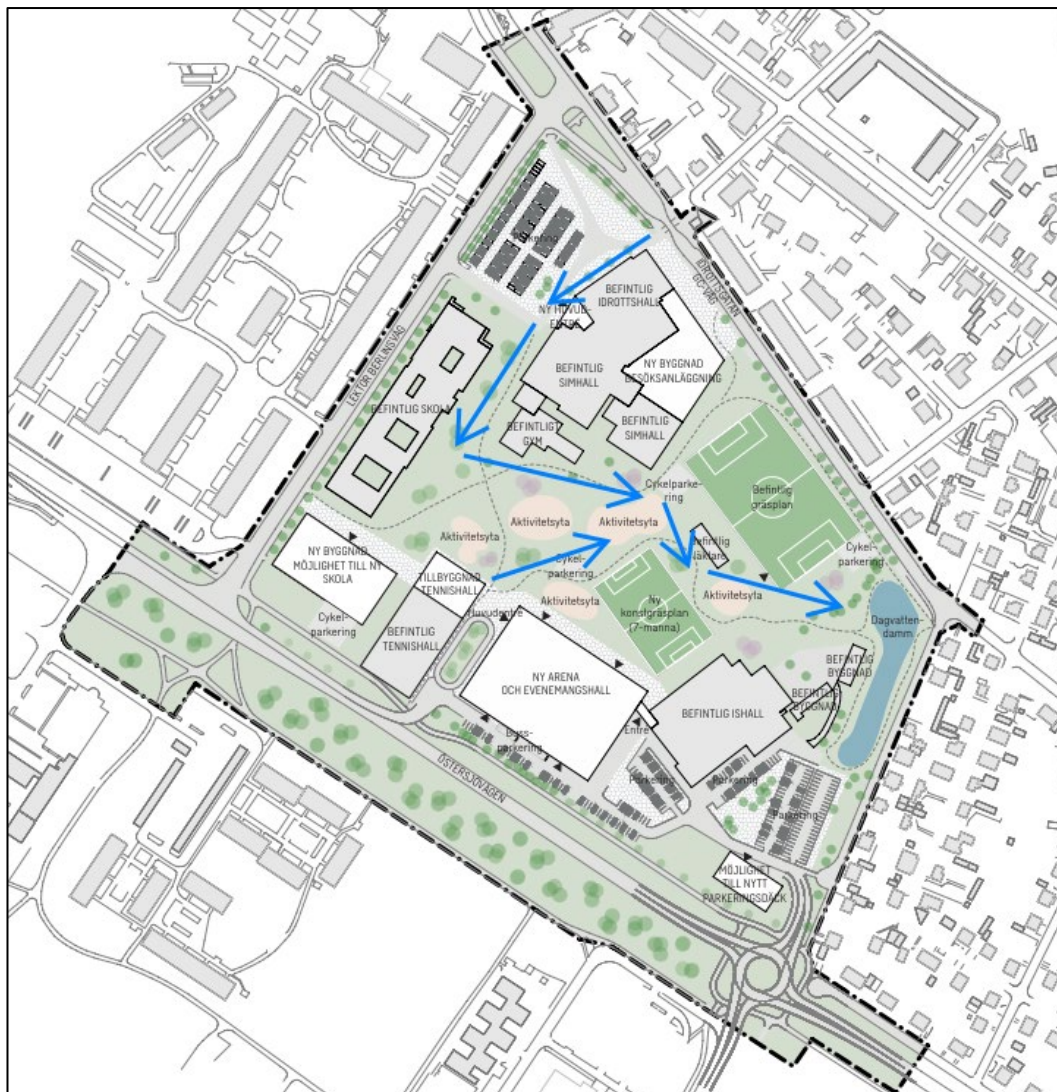 Parkering
IDROTTSGATAN
GC-VÄG
BEFINTLIG
IDROTTSHALL
NY HUVUD-
ENTRÉ
LEKTOR BERLINSVÄG
NY BYGGNAD
BESÖKSANLÄGGNING
BEFINTLIG
SIMHALL
BEFINTLIG SKOLA
BEFINTLIGT
GYM
BEFINTLIG
SIMHALL
Cykelparke-
ring
Befintlig
gräsplan
Aktivitetsyta
Aktivitetsyta
Aktivitetsyta
Befintlig
läktare
Cykel-
parkering
NY BYGGNAD
MÖJLIGHET TILL NY
SKOLA
TILLBYGGNAD
TENNISHALL
Cykel-
parkering
Aktivitetsyta
Aktivitetsyta
Ny
konstgräsplan
(7-manna)
Dagvatten-
damm
Huvudentré
Cykel-
parkering
BEFINTLIG
TENNISHALL
BEFINTLIG
BYGGNAD
BEFINTLIG
BYGGNAD
NY ARENA
OCH EVENEMANGSHALL
BEFINTLIG ISHALL
Entré
Buss-
parkering
ÖSTERSJÖVÄGEN
Parkering
Parkering
Parkering
MÖJLIGHET
TILL NYTT
PARKERINGSDÄCK